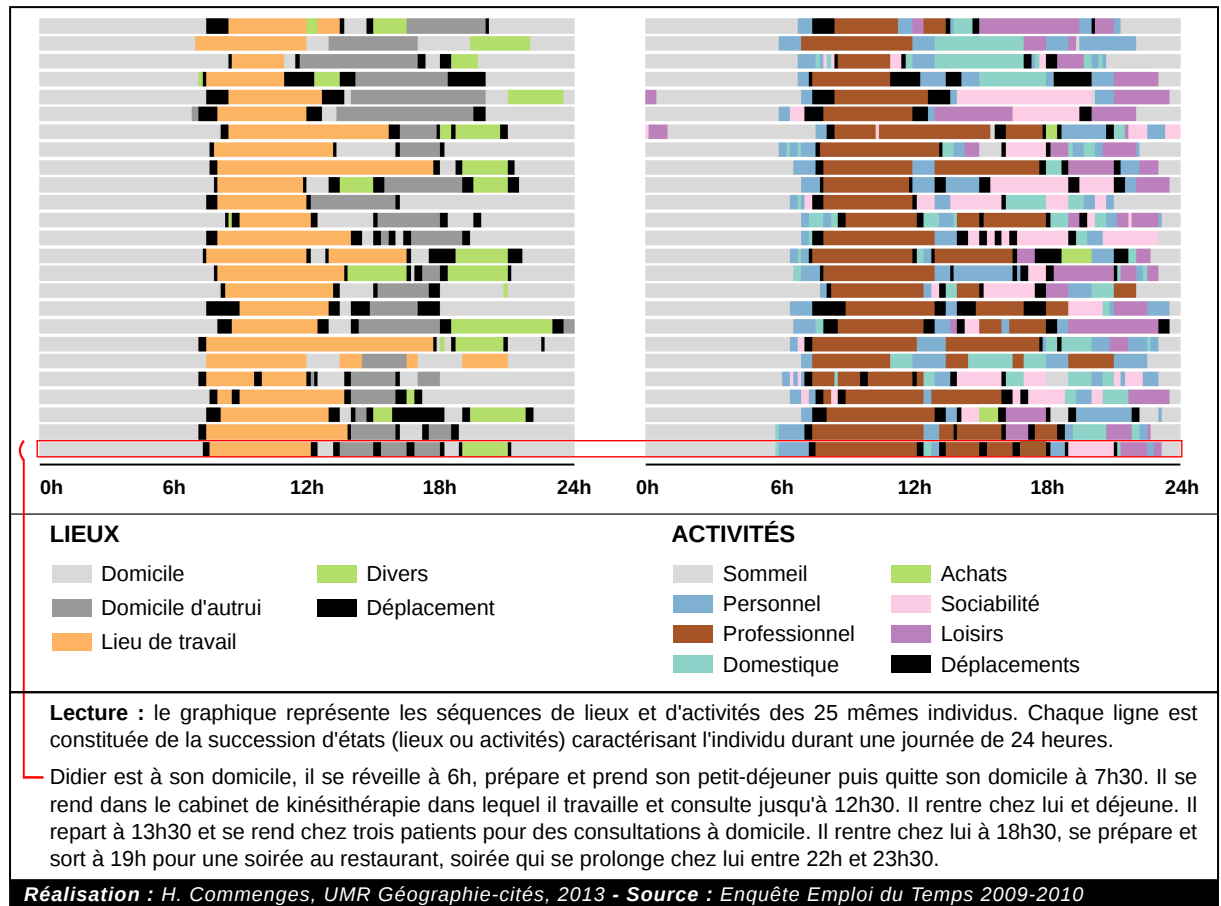 0h 6h 12h 18h 24h 0h 6h 12h 18h 24h
LIEUX
Domicile Divers
Domicile d'autrui Déplacement
Lieu de travail
ACTIVITÉS
Sommeil Achats
Personnel Sociabilité
Professionnel Loisirs
Domestique Déplacements
Lecture : le graphique représente les séquences de lieux et d'activités des 25 mêmes individus. Chaque ligne est
constituée de la succession d'états (lieux ou activités) caractérisant l'individu durant une journée de 24 heures.
Didier est à son domicile, il se réveille à 6h, prépare et prend son petit-déjeuner puis quitte son domicile à 7h30. Il se
rend dans le cabinet de kinésithérapie dans lequel il travaille et consulte jusqu'à 12h30. Il rentre chez lui et déjeune. Il
repart à 13h30 et se rend chez trois patients pour des consultations à domicile. Il rentre chez lui à 18h30, se prépare et
sort à 19h pour une soirée au restaurant, soirée qui se prolonge chez lui entre 22h et 23h30.
Réalisation : H. Commenges, UMR Géographie-cités, 2013 - Source : Enquête Emploi du Temps 2009-2010